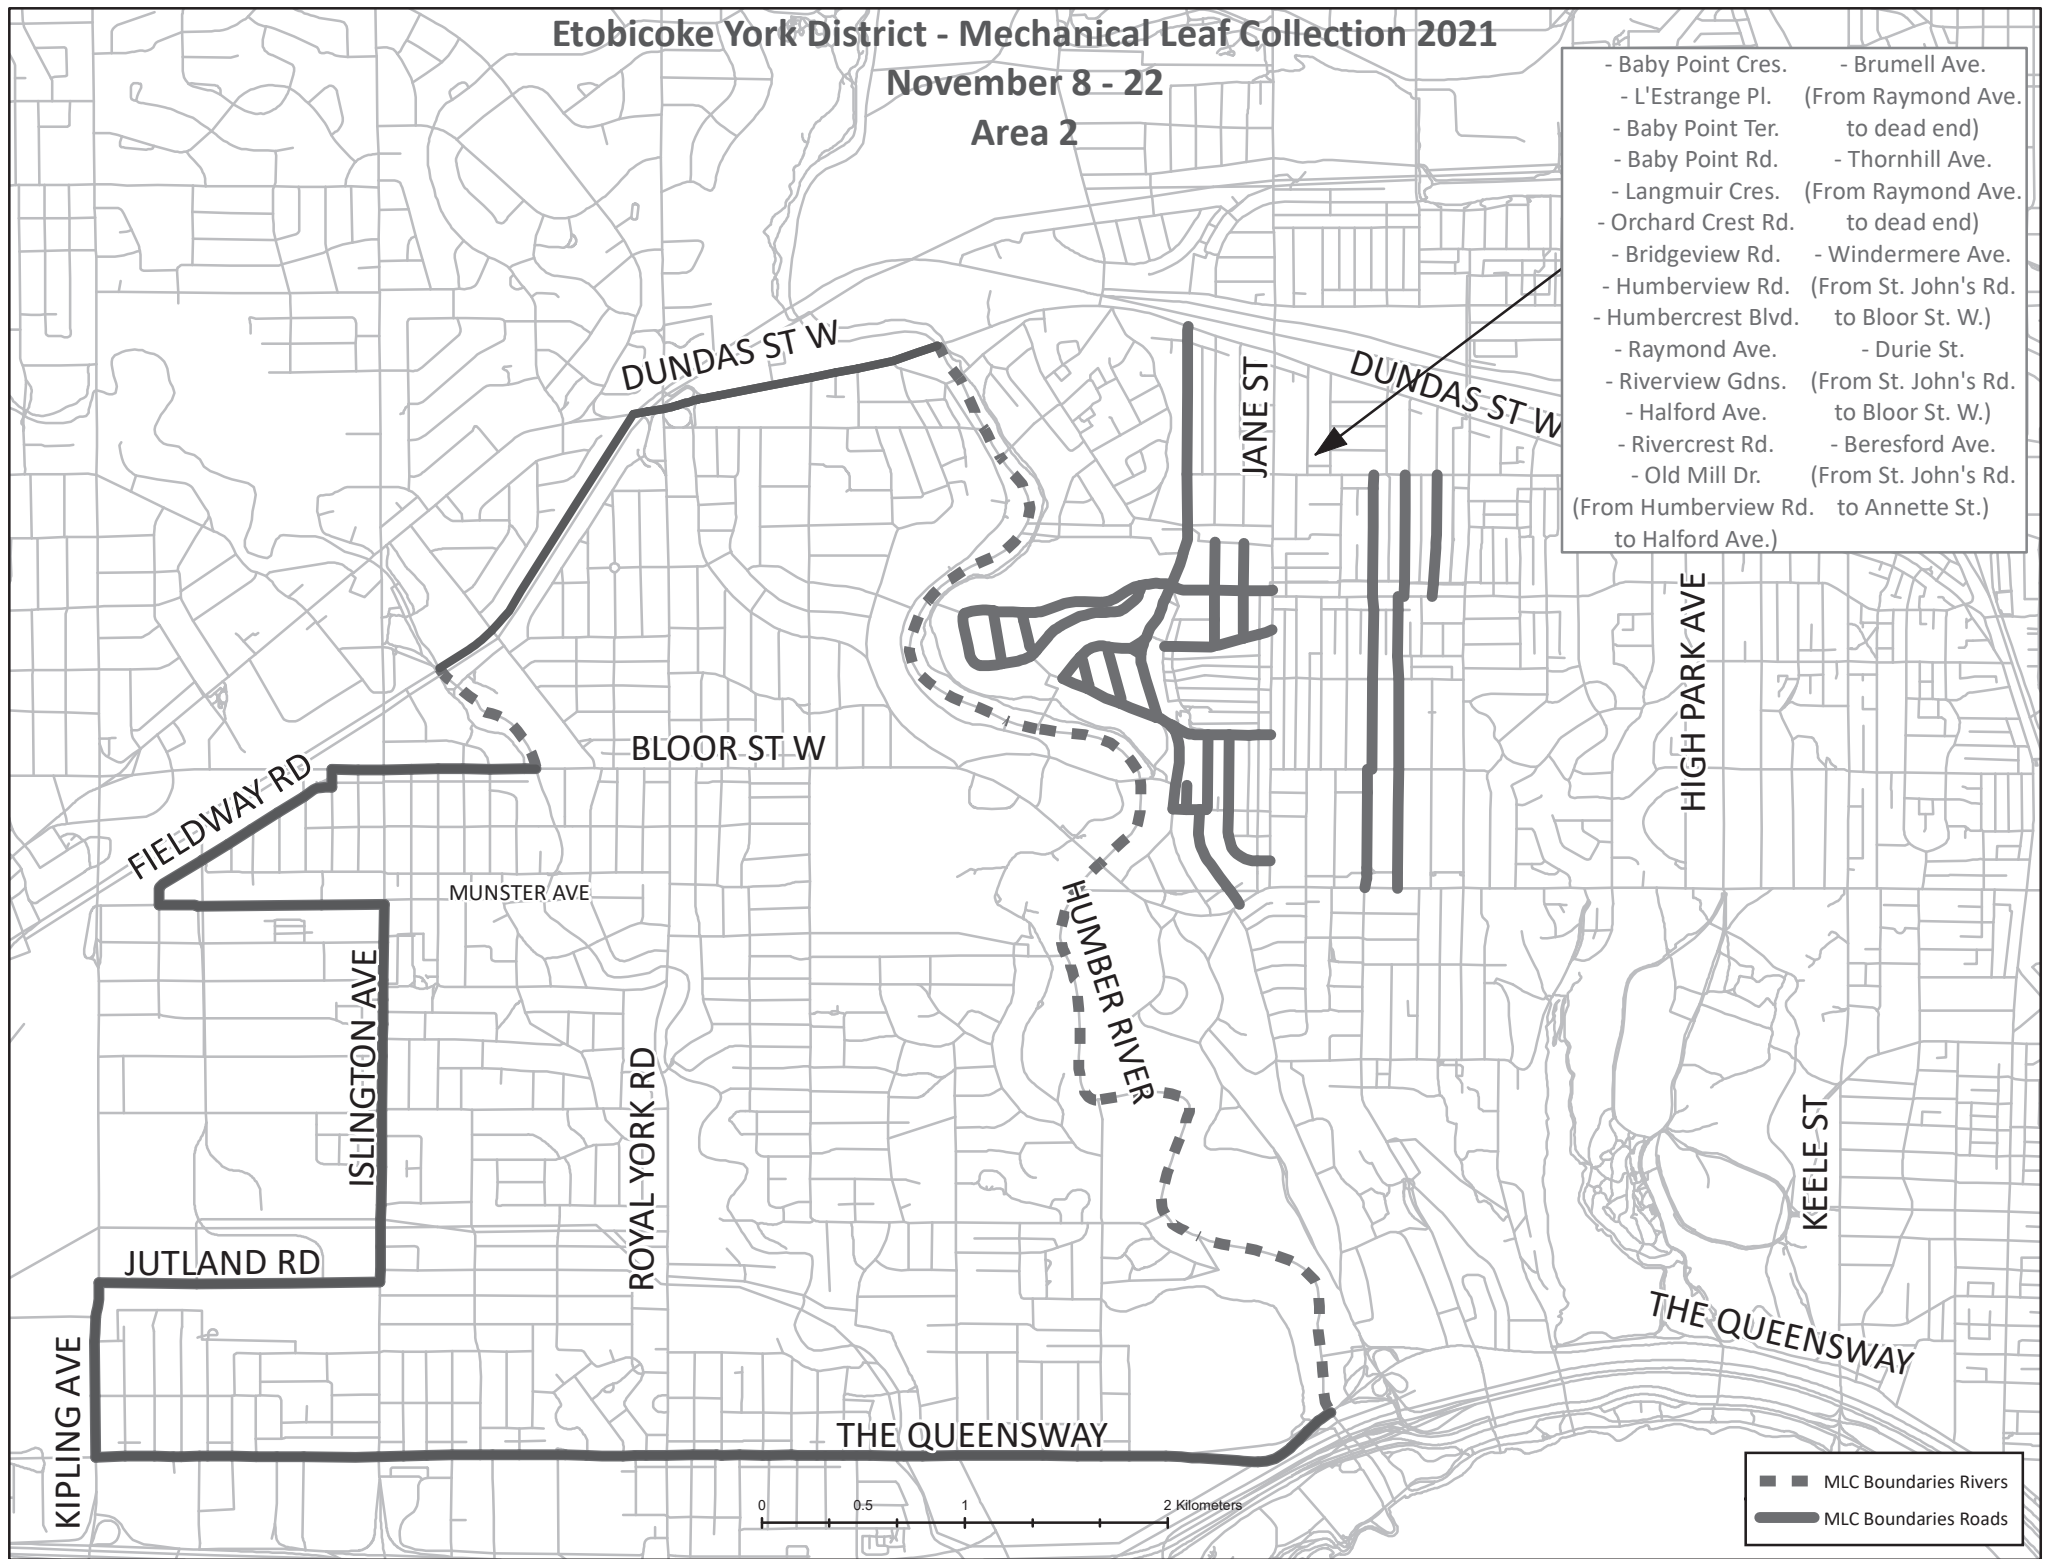 Etobicoke York District - Mechanical Leaf Collection 2021
November 8 - 22
Area 2
- Baby Point Cres.
- L'Estrange Pl.
- Baby Point Ter.
- Baby Point Rd.
- Langmuir Cres.
- Orchard Crest Rd.
- Bridgeview Rd.
- Humberview Rd.
- Humbercrest Blvd.
- Raymond Ave.
- Riverview Gdns.
- Halford Ave.
- Rivercrest Rd.
- Old Mill Dr.
(From Humberview Rd.
to Halford Ave.)
- Brumell Ave.
(From Raymond Ave.
to dead end)
- Thornhill Ave.
(From Raymond Ave.
to dead end)
- Windermere Ave.
(From St. John's Rd.
to Bloor St. W.)
- Durie St.
(From St. John's Rd.
to Bloor St. W.)
- Beresford Ave.
(From St. John's Rd.
to Annette St.)
DUNDAS ST W
JANE ST
DUNDAS ST W
HIGH PARK AVE
BLOOR ST W
FIELDWAY RD
MUNSTER AVE
HUMBER RIVER
ISLINGTON AVE
ROYAL YORK RD
KEELE ST
JUTLAND RD
THE QUEENSWAY
KIPLING AVE
THE QUEENSWAY
0 0.5 1 2 Kilometers
MLC Boundaries Rivers
MLC Boundaries Roads